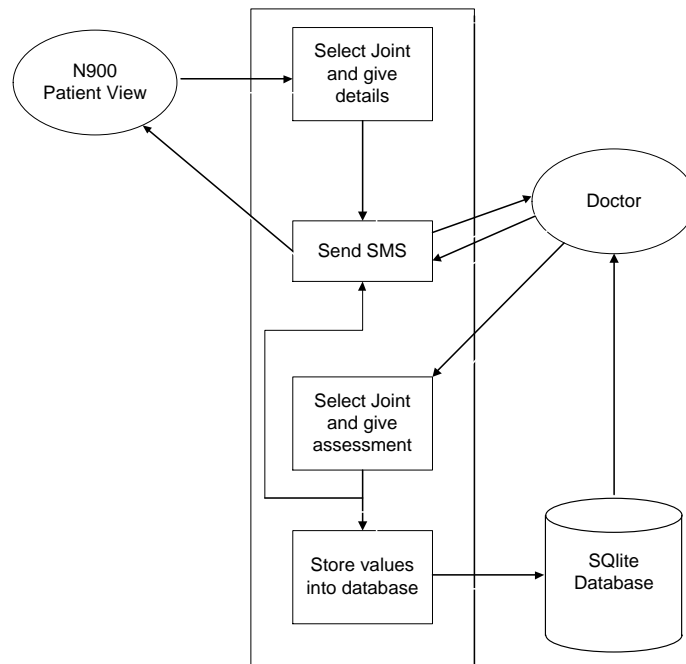 Select Joint
and give
details
N900
Patient View
Send SMS
Doctor
Select Joint
and give
assessment
Store values
into database
SQlite
Database